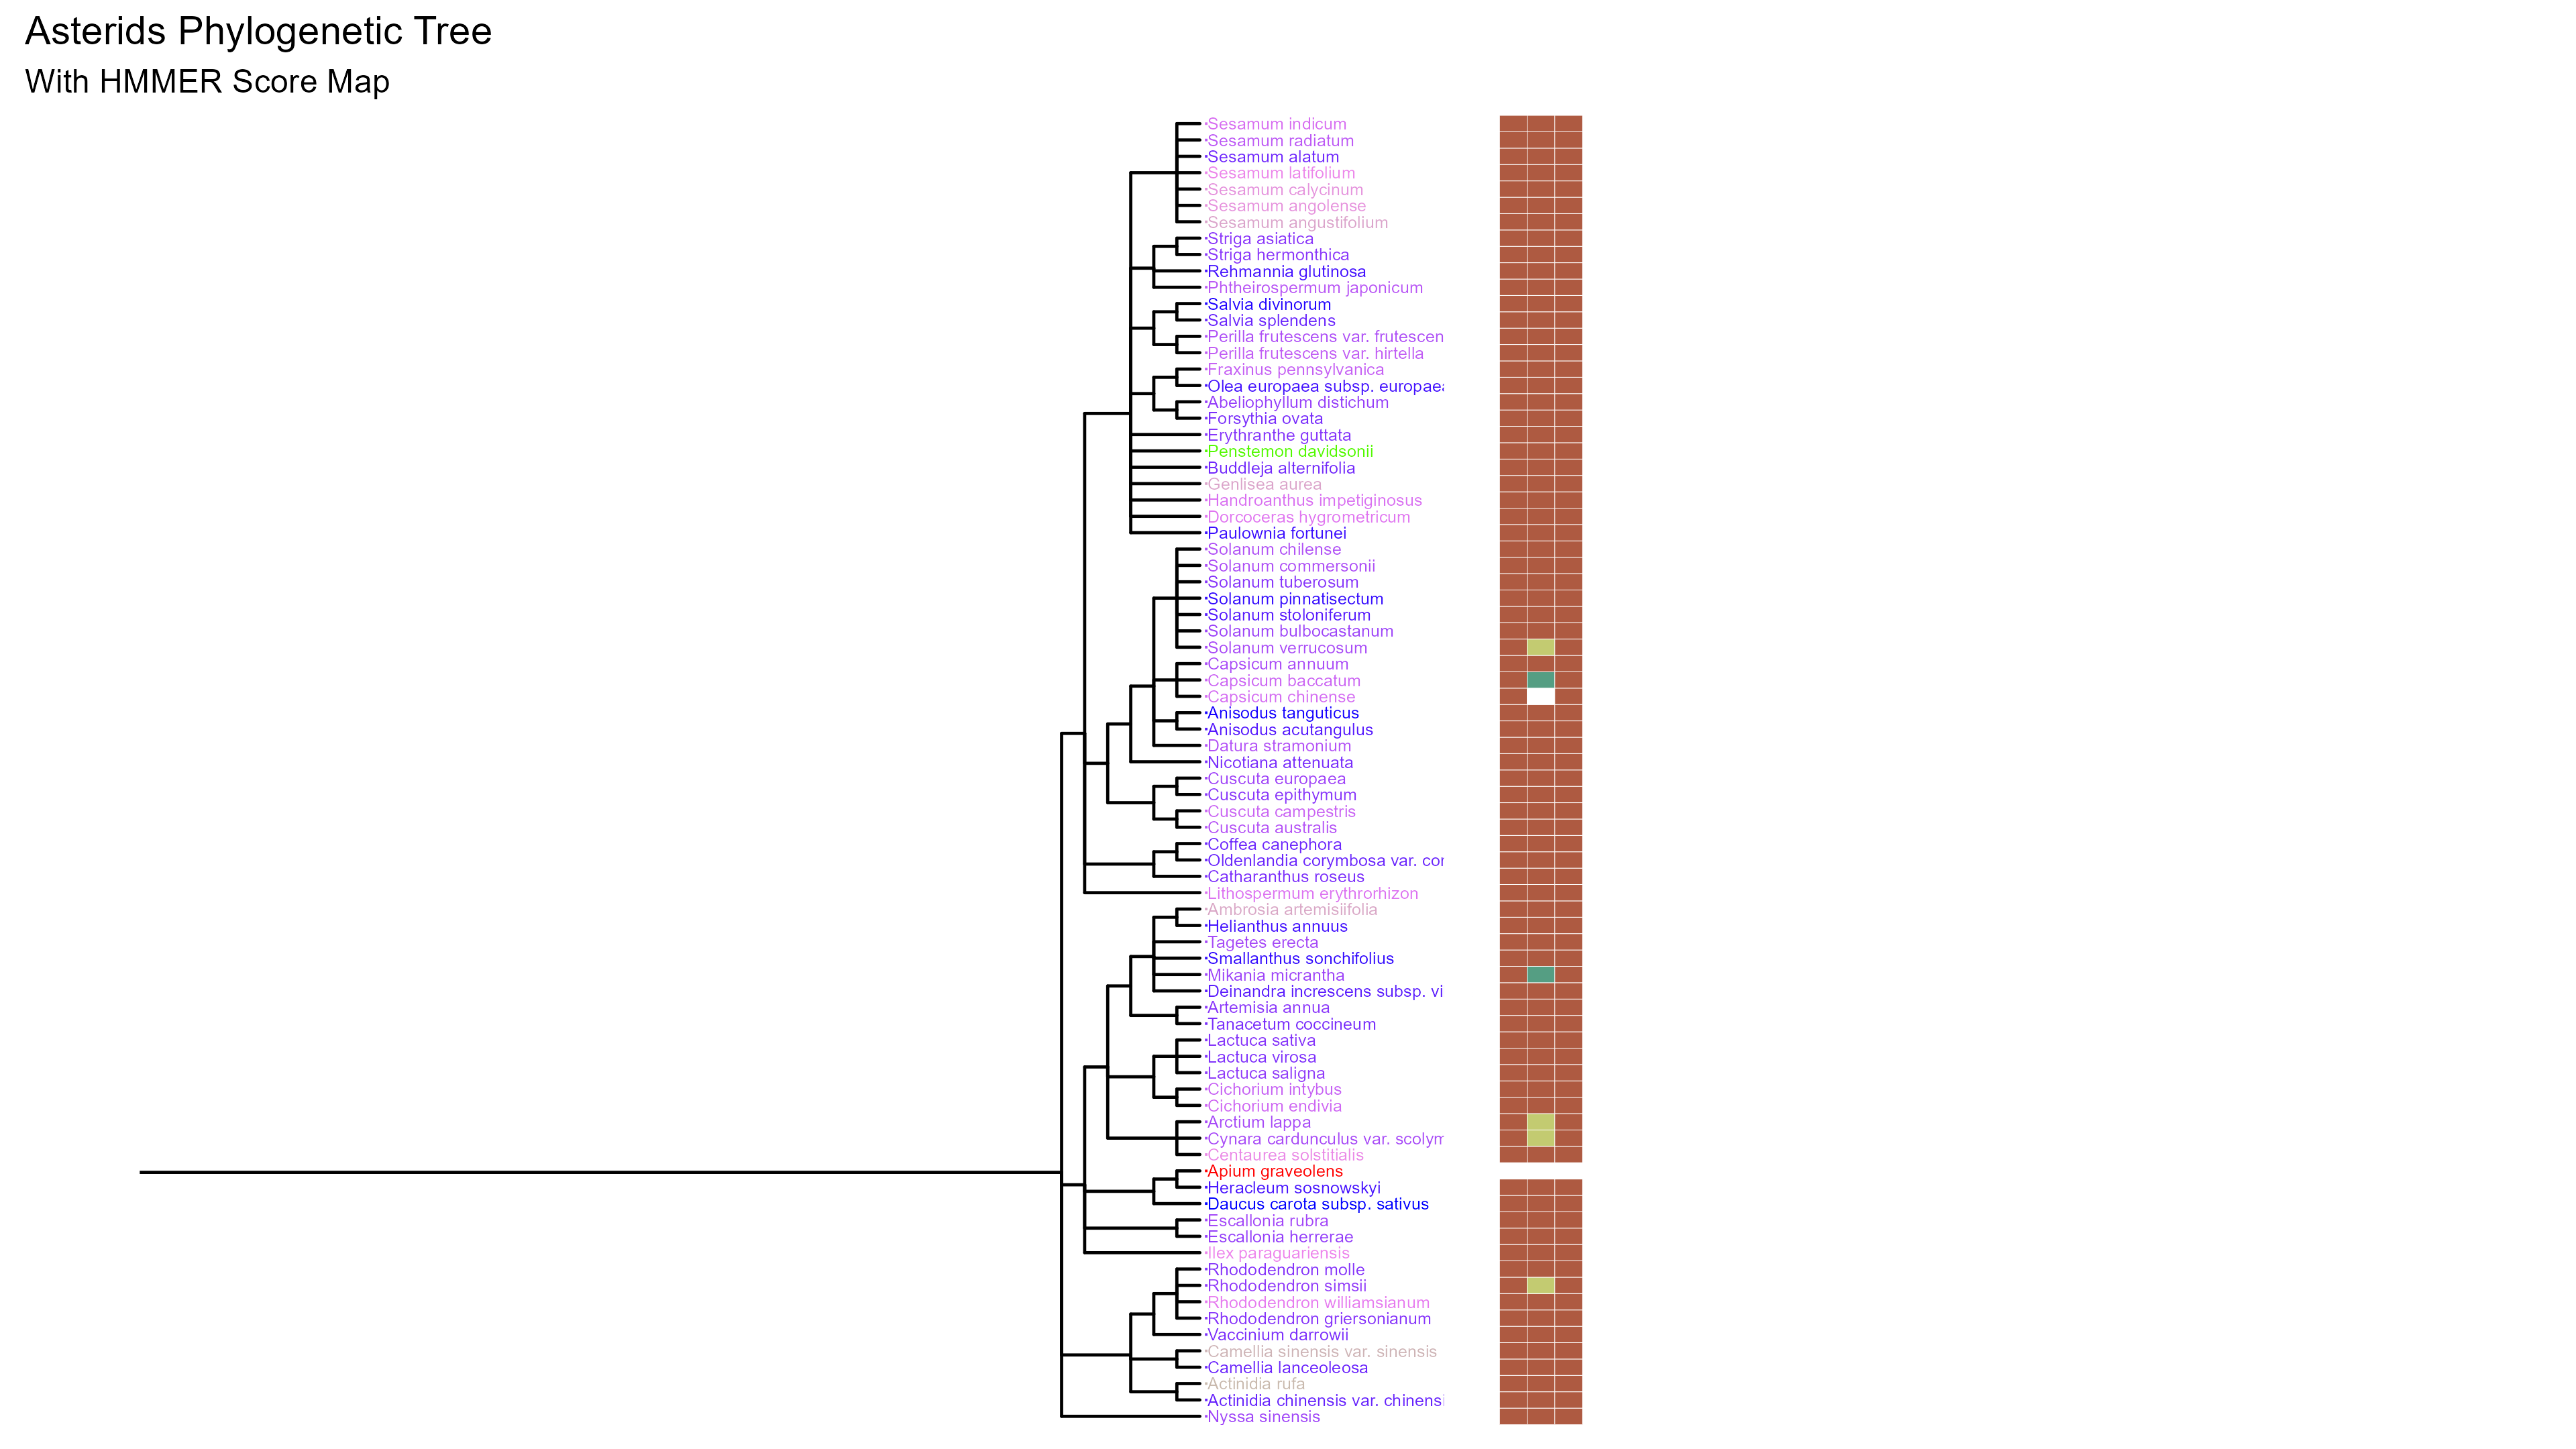 Asterids Phylogenetic Tree
With HMMER Score Map
Sesamum indicum
Sesamum radiatum
Sesamum alatum
Sesamum latifolium
Sesamum calycinum
Sesamum angolense
Sesamum angustifolium
Striga asiatica
Striga hermonthica
Rehmannia glutinosa
Phtheirospermum japonicum
Salvia divinorum
Salvia splendens
Perilla frutescens var. frutescen
Perilla frutescens var. hirtella
Fraxinus pennsylvanica
Olea europaea subsp. europaea
Abeliophyllum distichum
Forsythia ovata
Erythranthe guttata
Penstemon davidsonii
Buddleja alternifolia
Genlisea aurea
Handroanthus impetiginosus
Dorcoceras hygrometricum
Paulownia fortunei
Solanum chilense
Solanum commersonii
Solanum tuberosum
Solanum pinnatisectum
Solanum stoloniferum
Solanum bulbocastanum
Solanum verrucosum
Capsicum annuum
Capsicum baccatum
Capsicum chinense
Anisodus tanguticus
Anisodus acutangulus
Datura stramonium
Nicotiana attenuata
Cuscuta europaea
Cuscuta epithymum
Cuscuta campestris
Cuscuta australis
Coffea canephora
Oldenlandia corymbosa var. cor
Catharanthus roseus
Lithospermum erythrorhizon
Ambrosia artemisiifolia
Helianthus annuus
Tagetes erecta
Smallanthus sonchifolius
Mikania micrantha
Deinandra increscens subsp. vi
Artemisia annua
Tanacetum coccineum
Lactuca sativa
Lactuca virosa
Lactuca saligna
Cichorium intybus
Cichorium endivia
Arctium lappa
Cynara cardunculus var. scolym
Centaurea solstitialis
Apium graveolens
Heracleum sosnowskyi
Daucus carota subsp. sativus
Escallonia rubra
Escallonia herrerae
Ilex paraguariensis
Rhododendron molle
Rhododendron simsii
Rhododendron williamsianum
Rhododendron griersonianum
Vaccinium darrowii
Camellia sinensis var. sinensis
Camellia lanceoleosa
Actinidia rufa
Actinidia chinensis var. chinensi
Nyssa sinensis